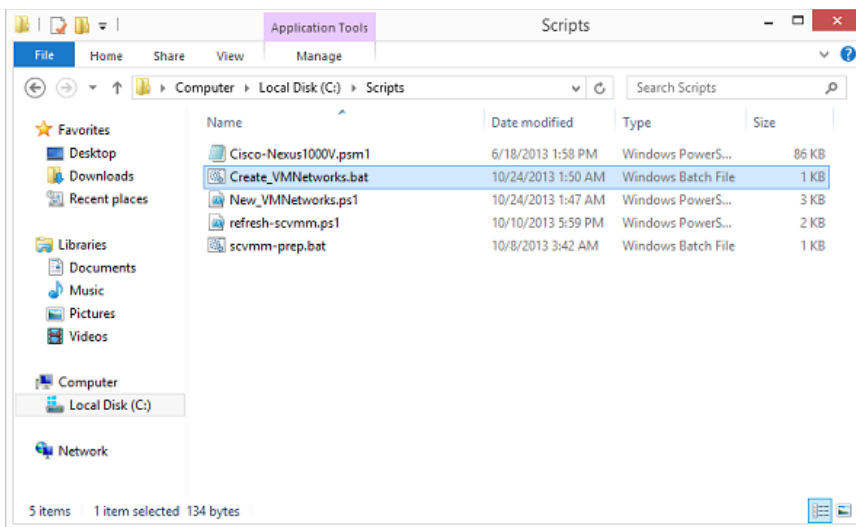 Application Tools
Scripts
File Home Share View Manage
Computer Local Disk (C:) Scripts
Search Scripts
Favorites
Desktop
Downloads
Recent places
Libraries
Documents
Music
Pictures
Videos
Computer
Local Disk (C:)
Network
Name Date modified Type Size
Cisco-Nexus1000V.psm1 6/18/2013 1:58 PM Windows PowerS... 86 KB
Create_VMNetworks.bat 10/24/2013 1:50 AM Windows Batch File 1 KB
New_VMNetworks.ps1 10/24/2013 1:47 AM Windows PowerS... 3 KB
refresh-scvmm.ps1 10/10/2013 5:59 PM Windows PowerS... 2 KB
scvmm-prep.bat 10/8/2013 3:42 AM Windows Batch File 1 KB
5 items 1 item selected 134 bytes